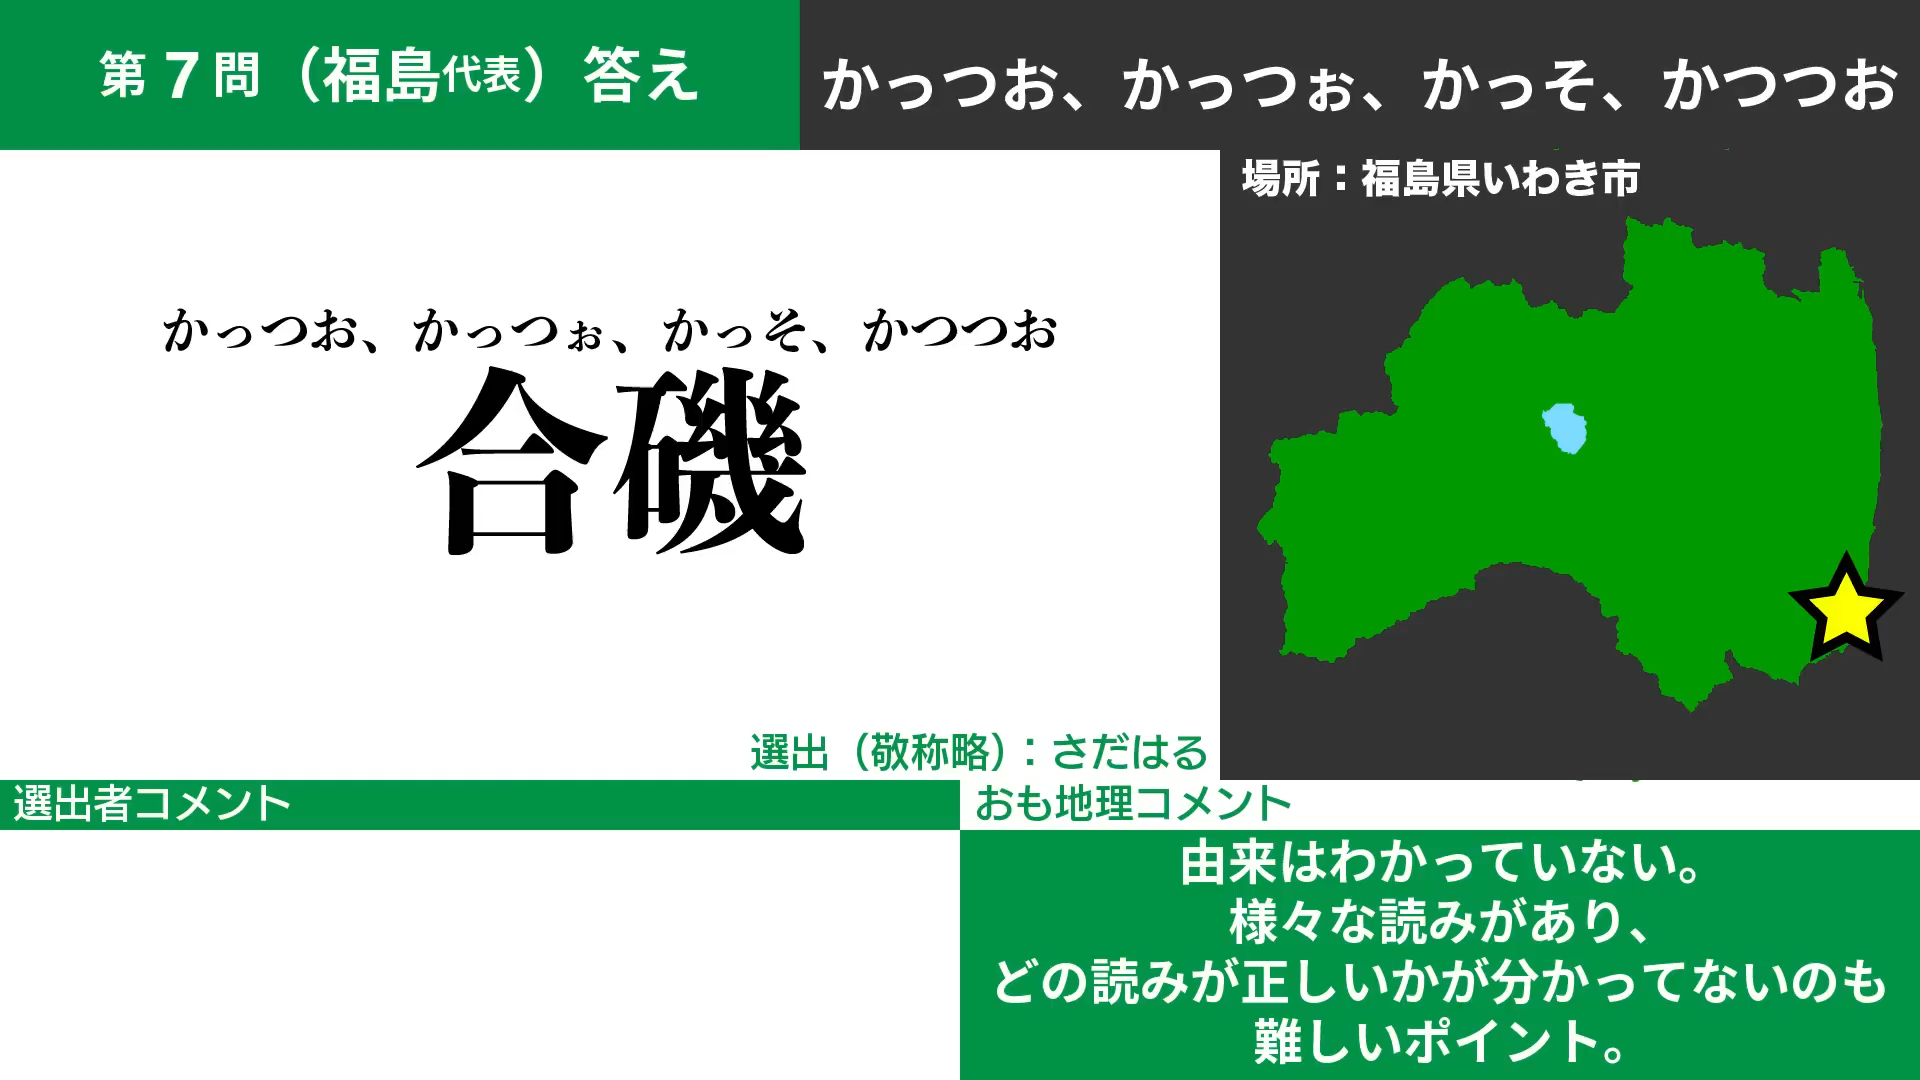 第7問（福島代表）答え
かっつお、かっつぉ、かっそ、かつつお
場所：福島県いわき市
かっつお、かっつぉ、かっそ、かつつお
合磯
選出（敬称略）：さだはる
選出者コメント
おも地理コメント
由来はわかっていない。
様々な読みがあり、
どの読みが正しいかが分かってないのも
難しいポイント。